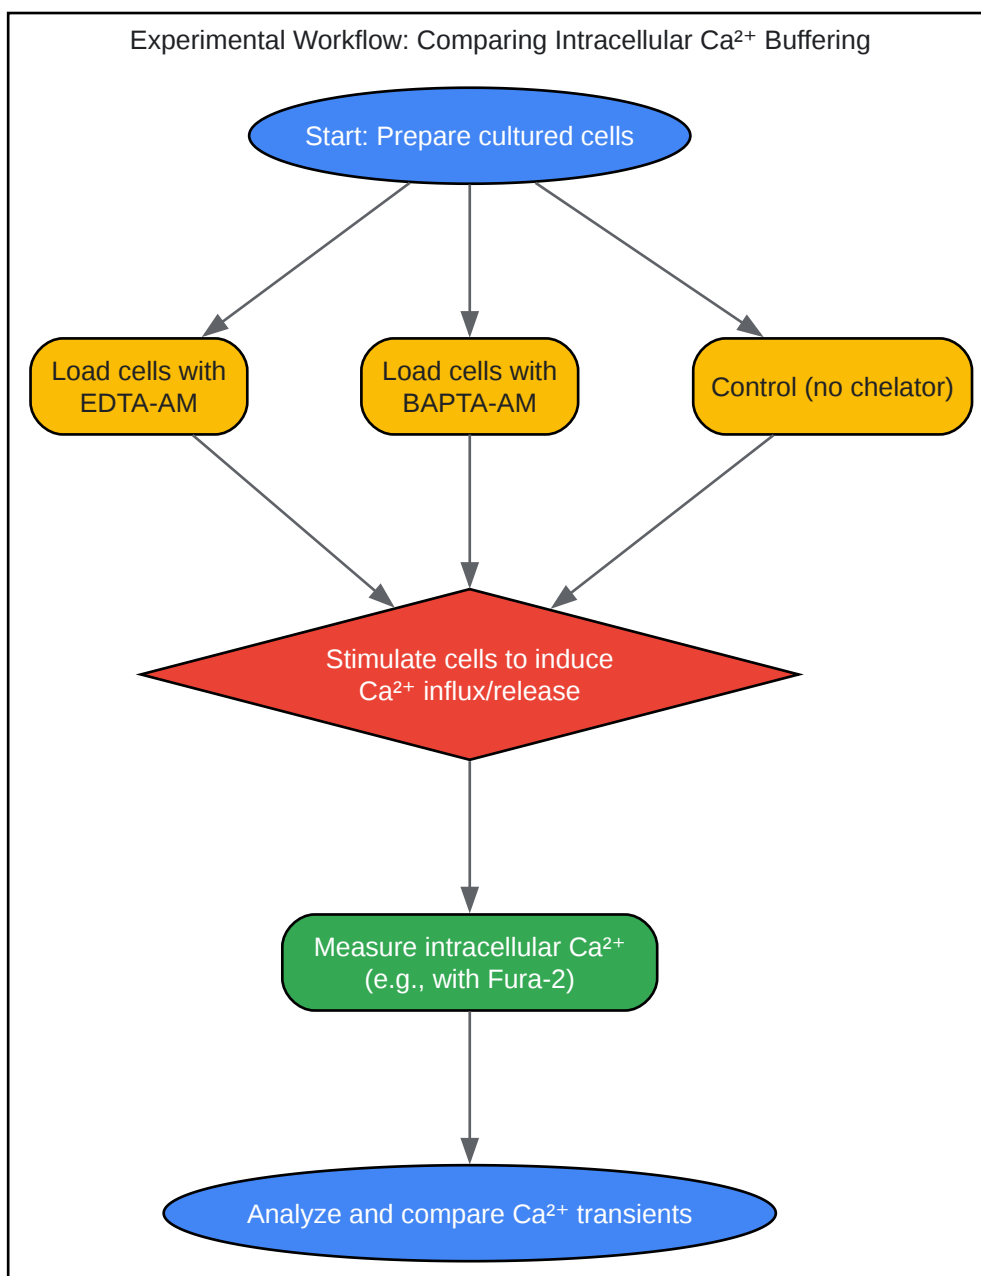 Experimental Workflow: Comparing Intracellular Ca²⁺ Buffering
Start: Prepare cultured cells
Load cells with
EDTA-AM
Load cells with
BAPTA-AM
Control (no chelator)
Stimulate cells to induce
Ca²⁺ influx/release
Measure intracellular Ca²⁺
(e.g., with Fura-2)
Analyze and compare Ca²⁺ transients